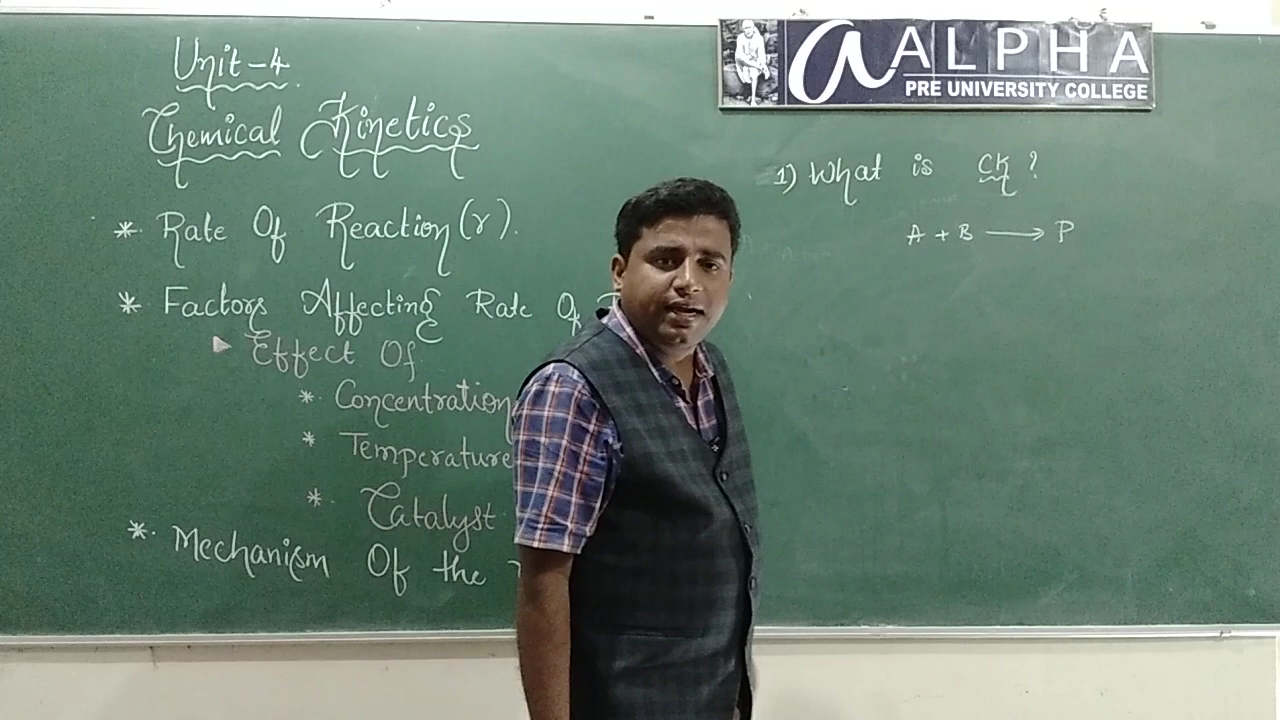 Unit-4.
Chemical Kinetics
* Rate Of Reaction (r).
* Factors Affecting Rate Of
Effect Of
* Concentration
* Temperature
* Catalyst
* Mechanism Of the
a ALPHA
PRE UNIVERSITY COLLEGE
1) What is CK?
A + B ⟶ P